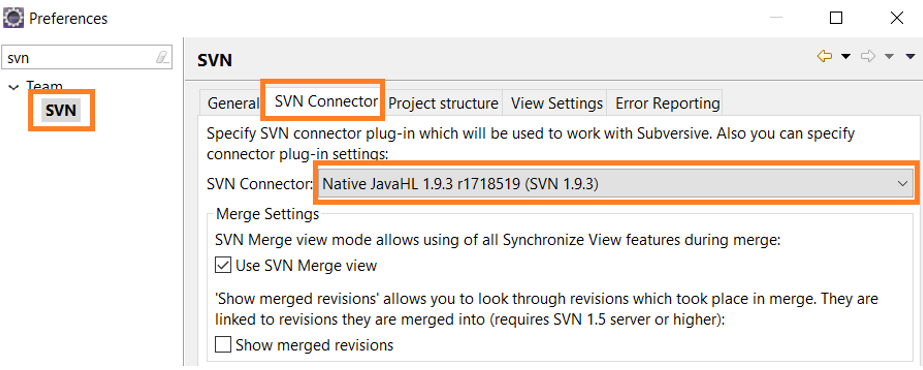 Preferences
svn
Team
SVN
SVN
General
SVN Connector
Project structure
View Settings
Error Reporting
Specify SVN connector plug-in which will be used to work with Subversive. Also you can specify
connector plug-in settings:
SVN Connector: Native JavaHL 1.9.3 r1718519 (SVN 1.9.3)
Merge Settings
SVN Merge view mode allows using of all Synchronize View features during merge:
Use SVN Merge view
'Show merged revisions' allows you to look through revisions which took place in merge. They are
linked to revisions they are merged into (requires SVN 1.5 server or higher):
Show merged revisions